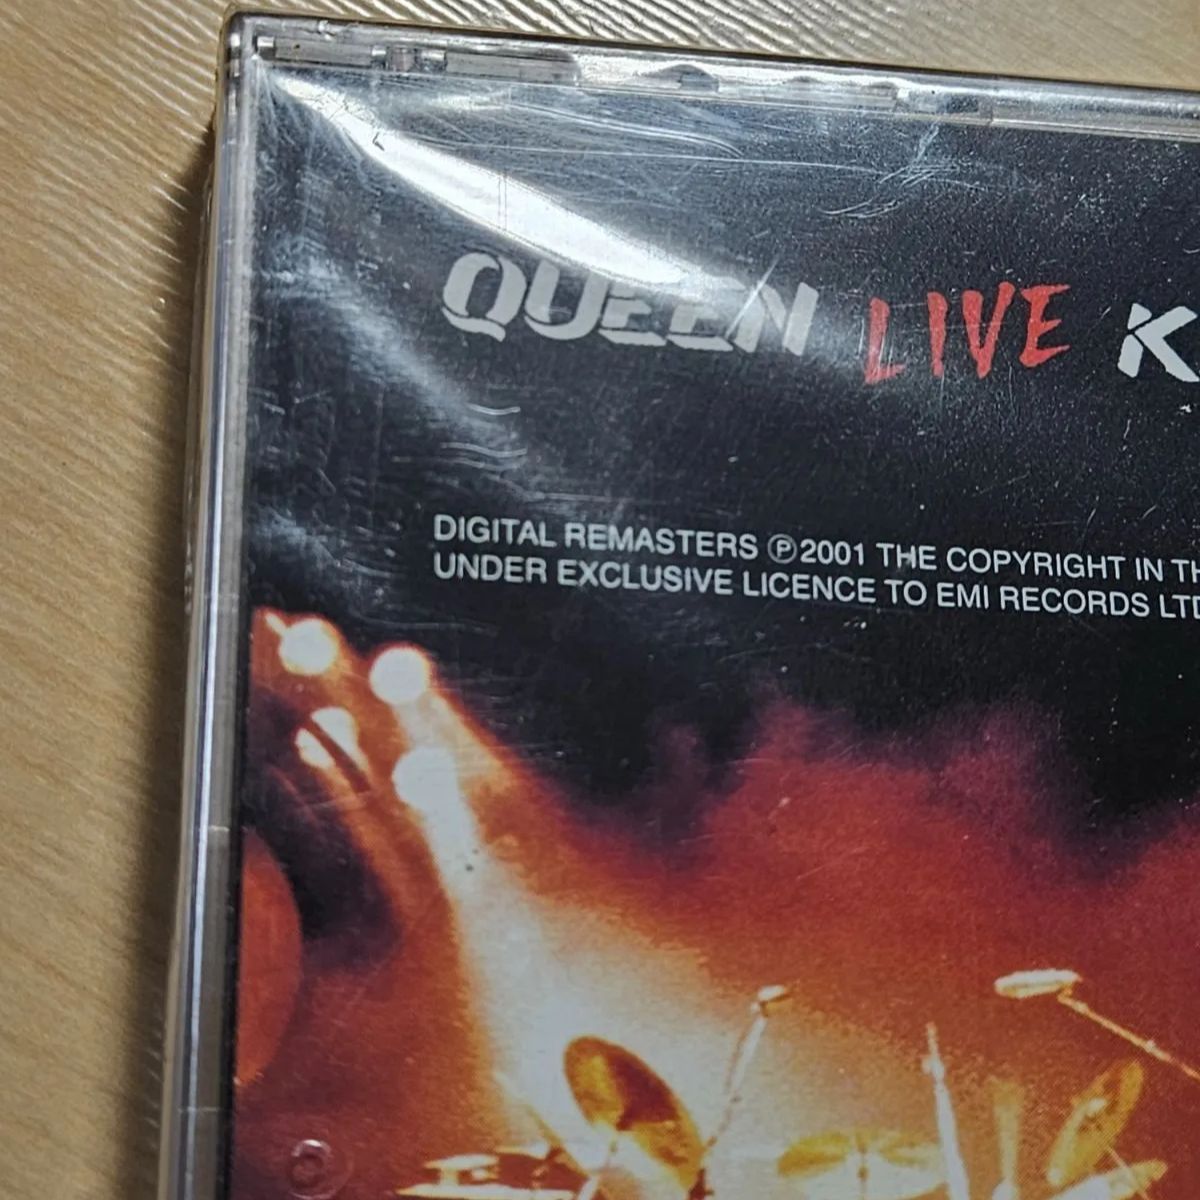 QUEEN LIVE K
DIGITAL REMASTERS ℗2001 THE COPYRIGHT IN TH
UNDER EXCLUSIVE LICENCE TO EMI RECORDS LTD